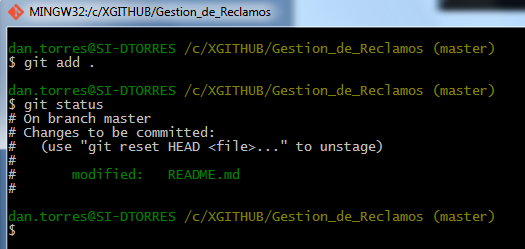 MINGW32:/c/XGITHUB/Gestion_de_Reclamos
dan.torres@SI-DTORRES /c/XGITHUB/Gestion_de_Reclamos (master)
$ git add .
dan.torres@SI-DTORRES /c/XGITHUB/Gestion_de_Reclamos (master)
$ git status
# On branch master
# Changes to be committed:
#   (use "git reset HEAD <file>..." to unstage)
#
#       modified:   README.md
#
dan.torres@SI-DTORRES /c/XGITHUB/Gestion_de_Reclamos (master)
$